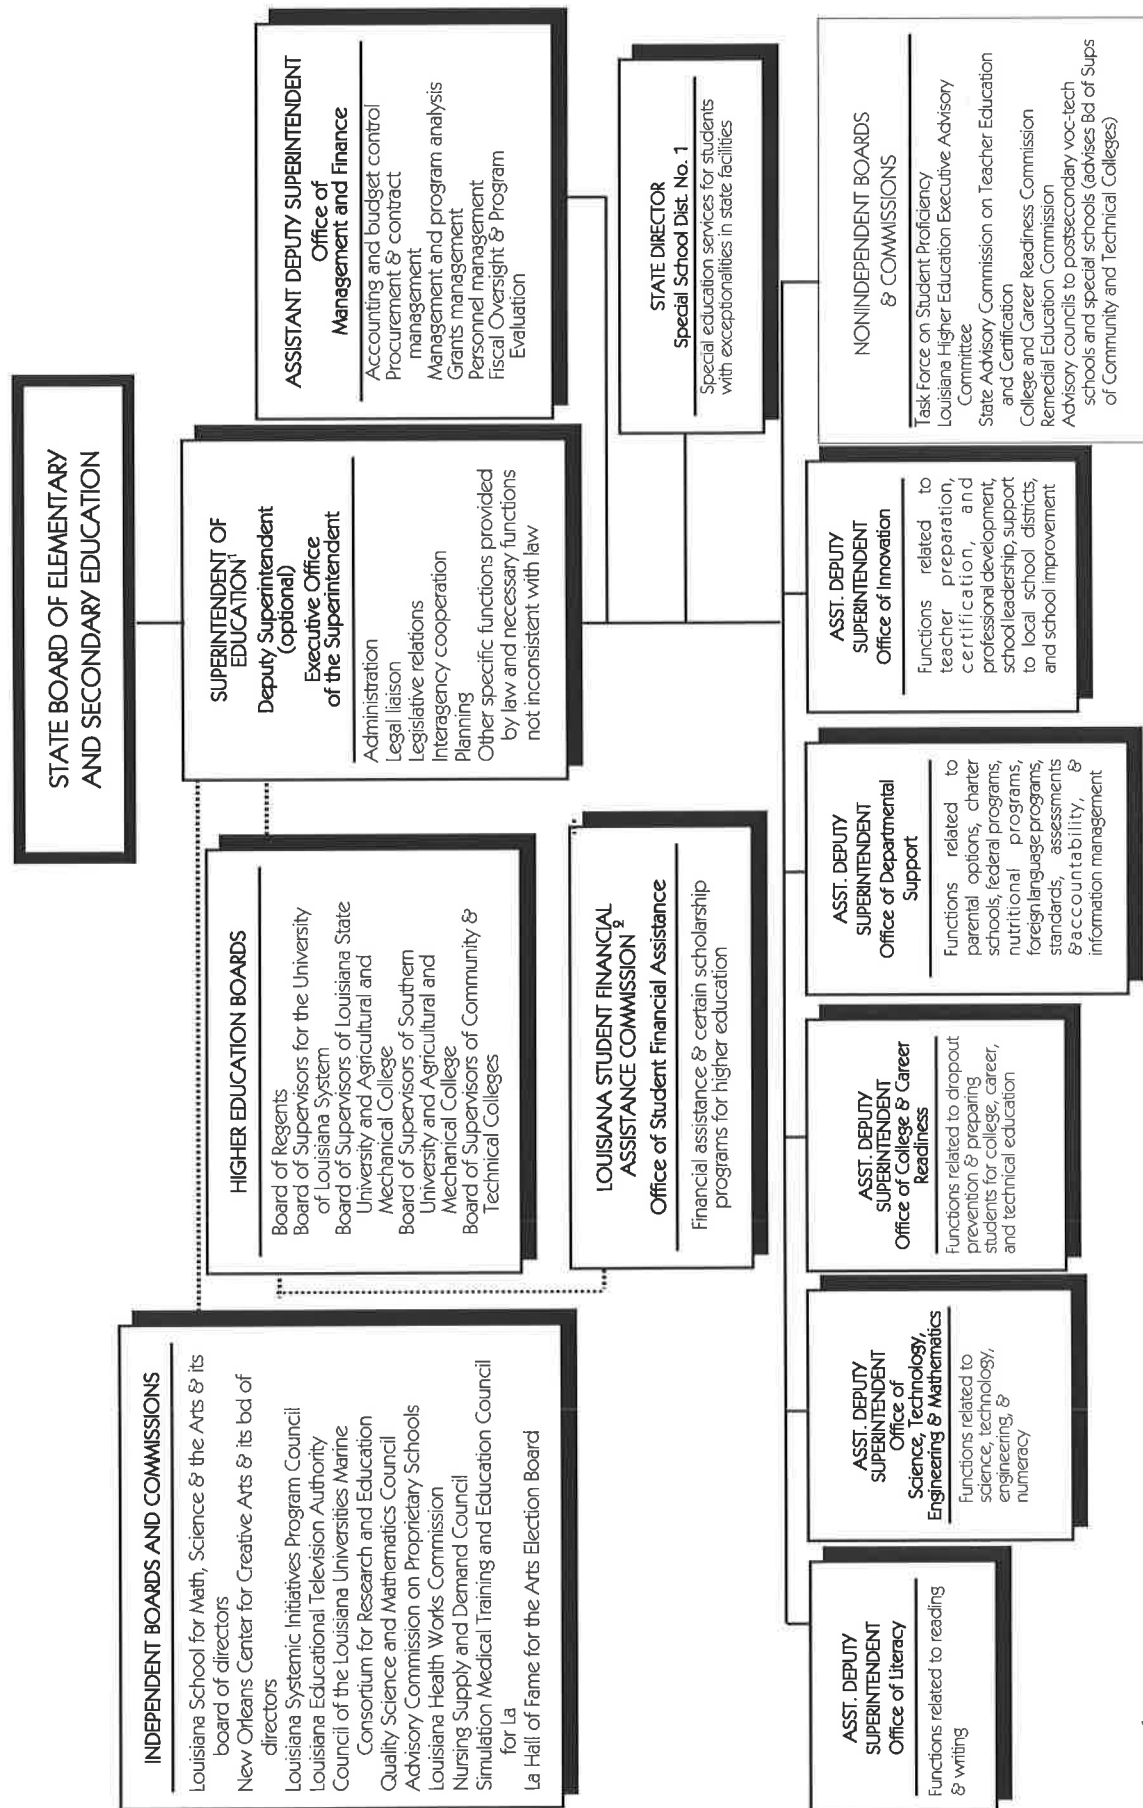 STATE BOARD OF ELEMENTARY
AND SECONDARY EDUCATION
INDEPENDENT BOARDS AND COMMISSIONS
Louisiana School for Math, Science & the Arts & its
board of directors
New Orleans Center for Creative Arts & its bd of
directors
Louisiana Systemic Initiatives Program Council
Louisiana Educational Television Authority
Council of the Louisiana Universities Marine
Consortium for Research and Education
Quality Science and Mathematics Council
Advisory Commission on Proprietary Schools
Louisiana Health Works Commission
Nursing Supply and Demand Council
Simulation Medical Training and Education Council
for La
La Hall of Fame for the Arts Election Board
HIGHER EDUCATION BOARDS
Board of Regents
Board of Supervisors for the University
of Louisiana System
Board of Supervisors of Louisiana State
University and Agricultural and
Mechanical College
Board of Supervisors of Southern
University and Agricultural and
Mechanical College
Board of Supervisors of Community &
Technical Colleges
SUPERINTENDENT OF
EDUCATION¹
Deputy Superintendent
(optional)
Executive Office
of the Superintendent
Administration
Legal liaison
Legislative relations
Interagency cooperation
Planning
Other specific functions provided
by law and necessary functions
not inconsistent with law
ASSISTANT DEPUTY SUPERINTENDENT
Office of
Management and Finance
Accounting and budget control
Procurement & contract
management
Management and program analysis
Grants management
Personnel management
Fiscal Oversight & Program
Evaluation
LOUISIANA STUDENT FINANCIAL
ASSISTANCE COMMISSION ²
Office of Student Financial Assistance
Financial assistance & certain scholarship
programs for higher education
STATE DIRECTOR
Special School Dist. No. 1
Special education services for students
with exceptionalities in state facilities
ASST. DEPUTY
SUPERINTENDENT
Office of Literacy
Functions related to reading
& writing
ASST. DEPUTY
SUPERINTENDENT
Office of
Science, Technology,
Engineering & Mathematics
Functions related to
science, technology,
engineering, &
numeracy
ASST. DEPUTY
SUPERINTENDENT
Office of College & Career
Readiness
Functions related to dropout
prevention & preparing
students for college, career,
and technical education
ASST. DEPUTY
SUPERINTENDENT
Office of Departmental
Support
Functions related to
parental options, charter
schools, federal programs,
nutritional programs,
foreign language programs,
standards, assessments
& accountability, &
information management
ASST. DEPUTY
SUPERINTENDENT
Office of Innovation
Functions related to
teacher preparation,
certification, and
professional development,
school leadership, support
to local school districts,
and school improvement
NONINDEPENDENT BOARDS
& COMMISSIONS
Task Force on Student Proficiency
Louisiana Higher Education Executive Advisory
Committee
State Advisory Commission on Teacher Education
and Certification
College and Career Readiness Commission
Remedial Education Commission
Advisory councils to postsecondary voc-tech
schools and special schools (advises Bd of Sups
of Community and Technical Colleges)